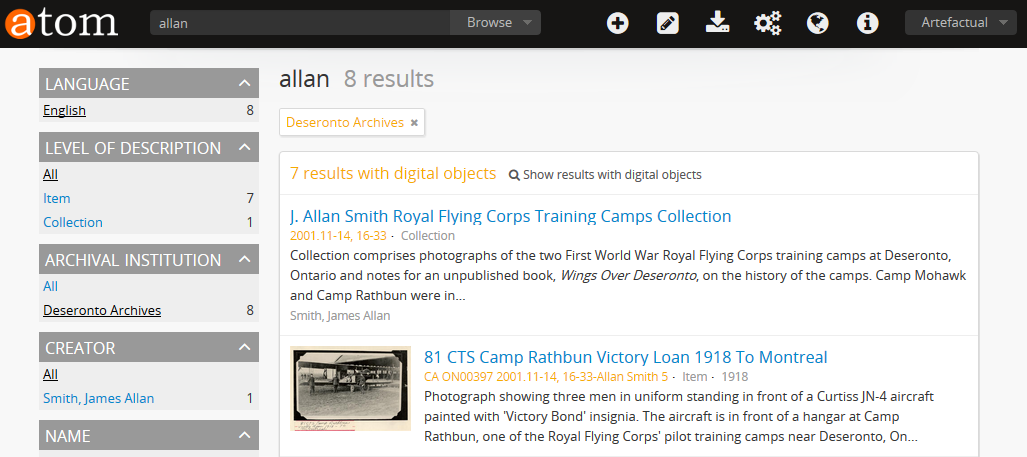 atom
allan
Browse
Artefactual
LANGUAGE
English 8
LEVEL OF DESCRIPTION
All
Item 7
Collection 1
ARCHIVAL INSTITUTION
All
Deseronto Archives 8
CREATOR
All
Smith, James Allan 1
NAME
allan 8 results
Deseronto Archives ×
7 results with digital objects Show results with digital objects
J. Allan Smith Royal Flying Corps Training Camps Collection
2001.11-14, 16-33 · Collection
Collection comprises photographs of the two First World War Royal Flying Corps training camps at Deseronto,
Ontario and notes for an unpublished book, Wings Over Deseronto, on the history of the camps. Camp Mohawk
and Camp Rathbun were in...
Smith, James Allan
81 CTS Camp Rathbun Victory Loan 1918 To Montreal
CA ON00397 2001.11-14, 16-33-Allan Smith 5 · Item · 1918
Photograph showing three men in uniform standing in front of a Curtiss JN-4 aircraft
painted with 'Victory Bond' insignia. The aircraft is in front of a hangar at Camp
Rathbun, one of the Royal Flying Corps' pilot training camps near Deseronto, On...